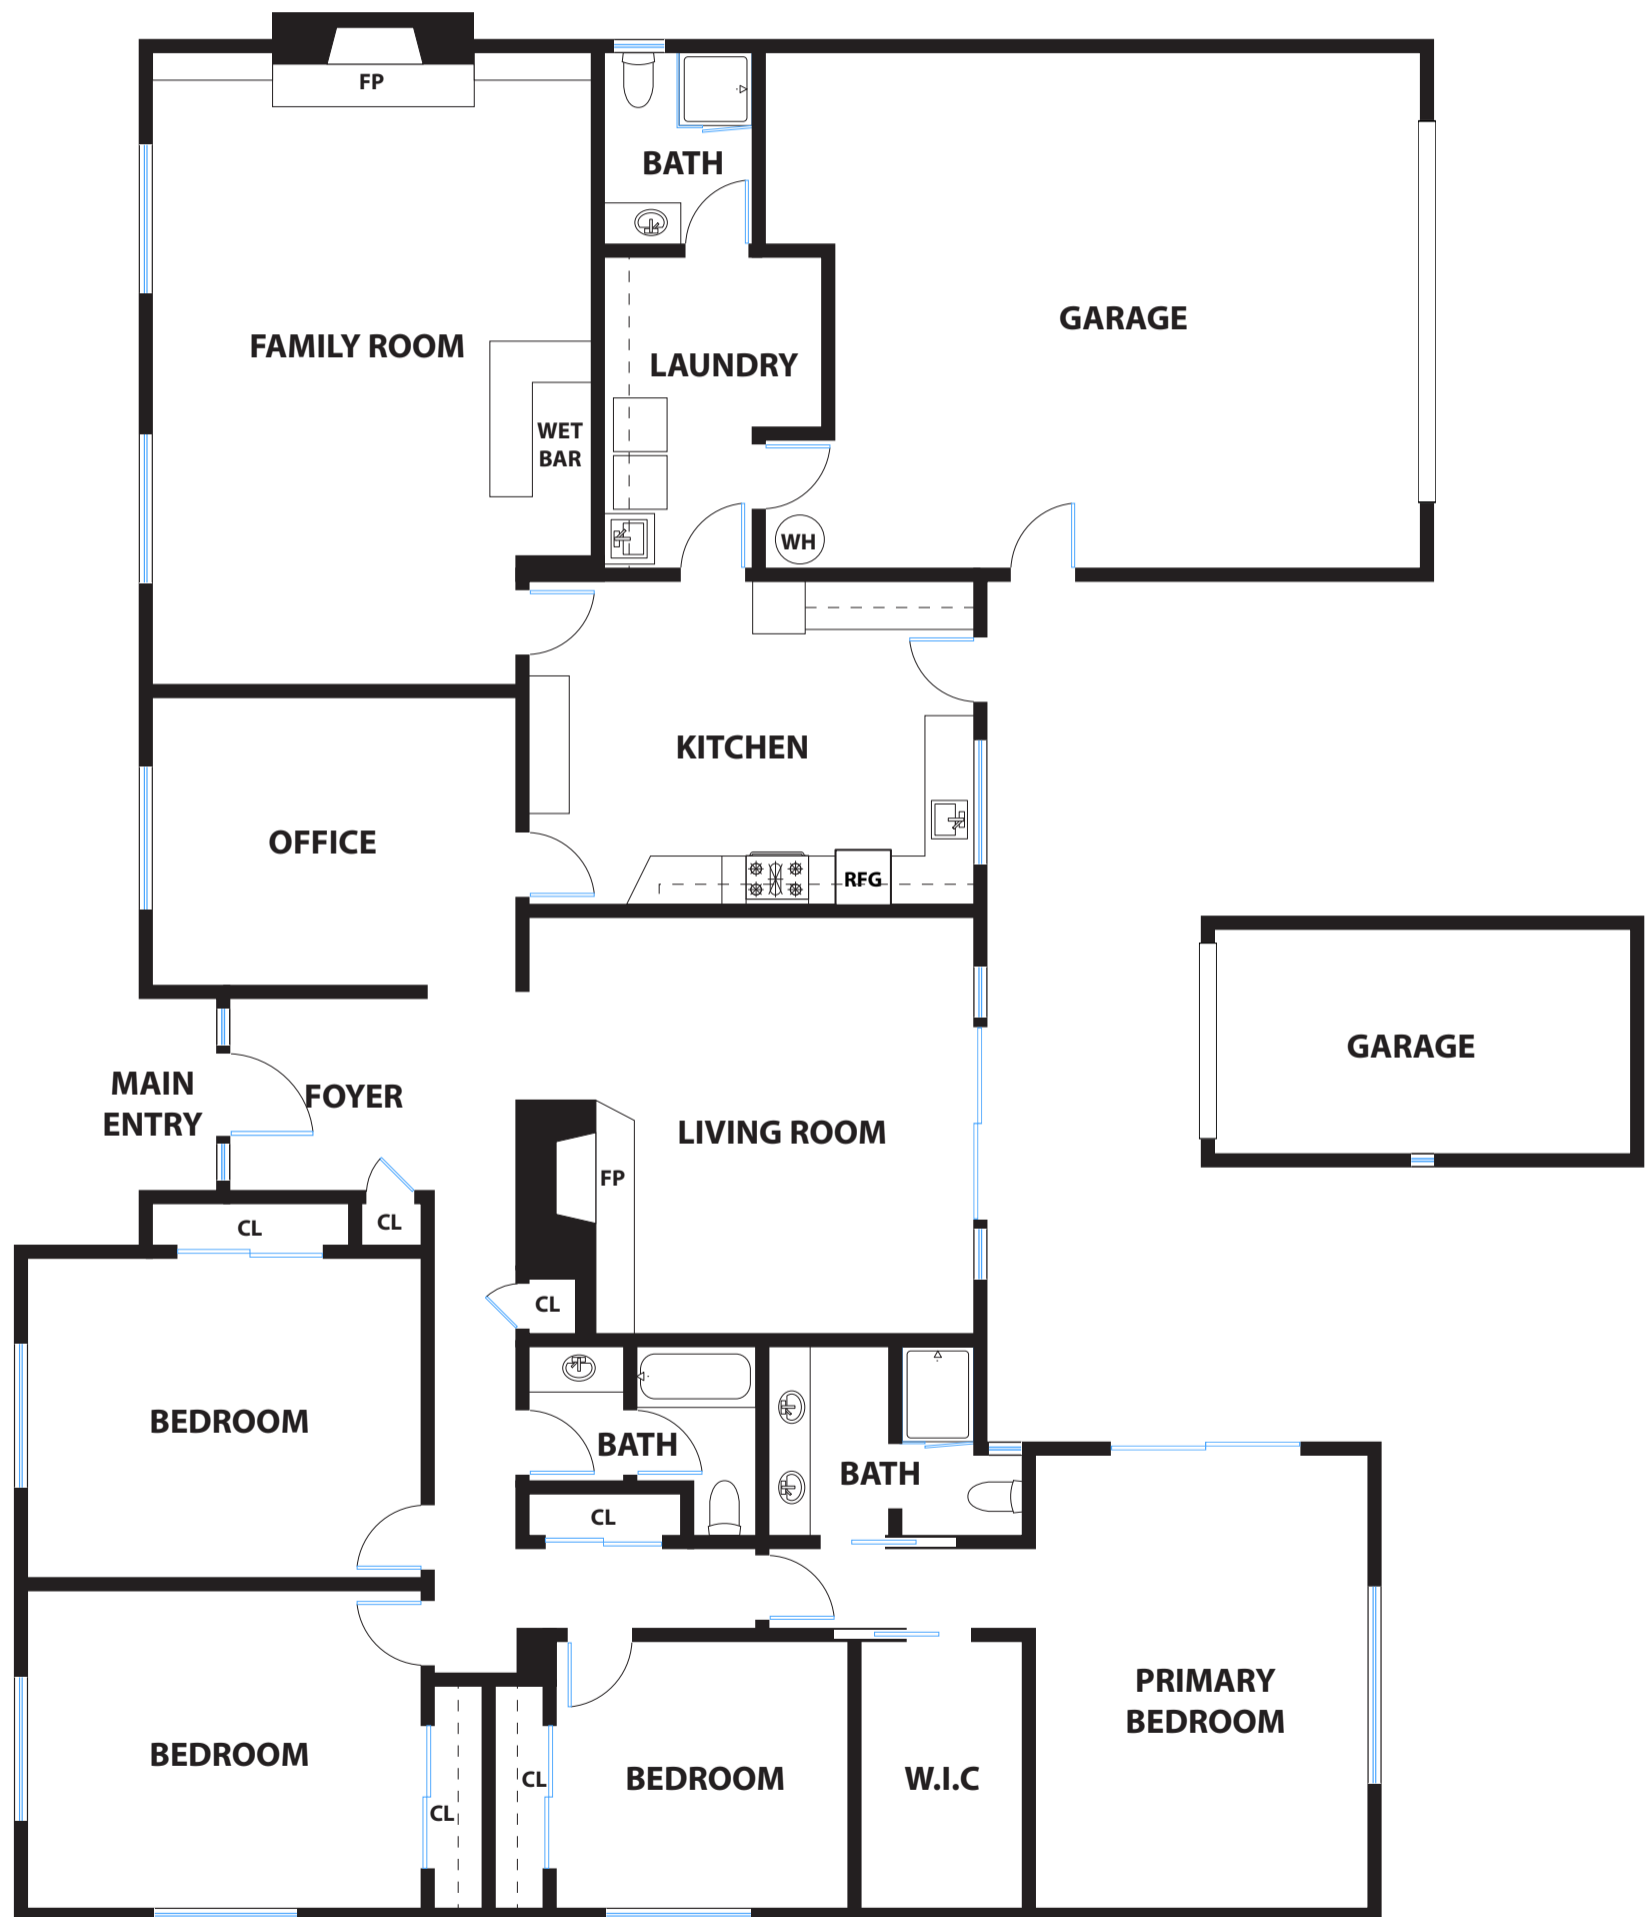 FP
BATH
GARAGE
FAMILY ROOM
LAUNDRY
WET
BAR
WH
KITCHEN
OFFICE
RFG
GARAGE
MAIN
ENTRY
FOYER
LIVING ROOM
FP
CL
CL
CL
BEDROOM
BATH
BATH
CL
PRIMARY
BEDROOM
BEDROOM
CL
CL
BEDROOM
W.I.C